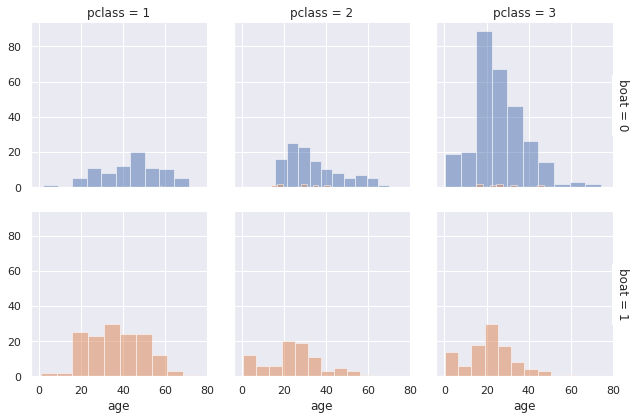 pclass = 1
pclass = 2
pclass = 3
80
60
40
20
0
boat = 0
80
60
40
20
0
boat = 1
0 20 40 60 80
0 20 40 60 80
0 20 40 60 80
age
age
age